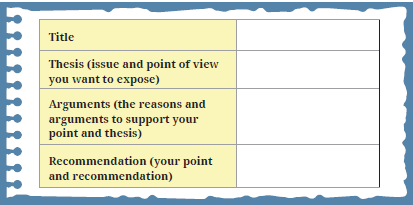 Title
Thesis (issue and point of view
you want to expose)
Arguments (the reasons and
arguments to support your
point and thesis)
Recommendation (your point
and recommendation)